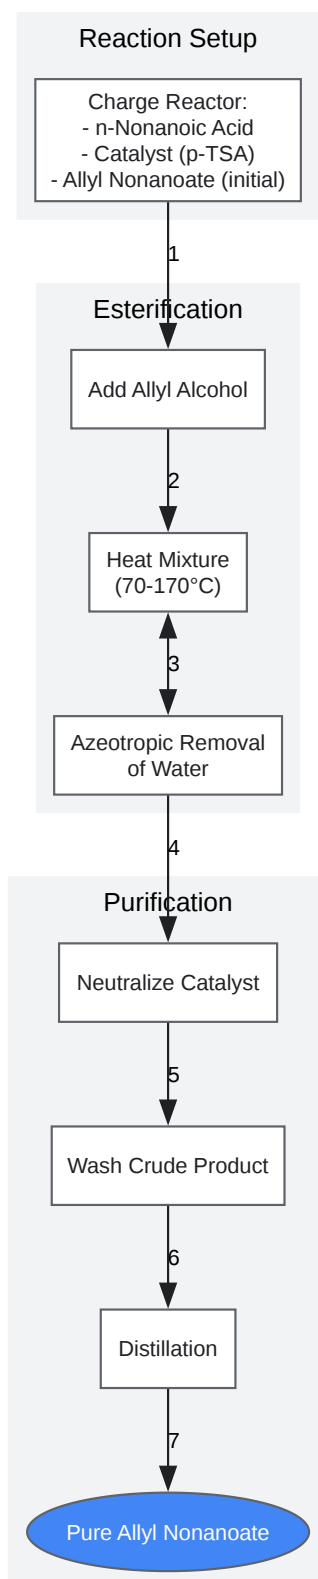 Reaction Setup
Charge Reactor:
- n-Nonanoic Acid
- Catalyst (p-TSA)
- Allyl Nonanoate (initial)
1
Esterification
Add Allyl Alcohol
2
Heat Mixture
(70-170°C)
3
Azeotropic Removal
of Water
4
Purification
Neutralize Catalyst
5
Wash Crude Product
6
Distillation
7
Pure Allyl Nonanoate